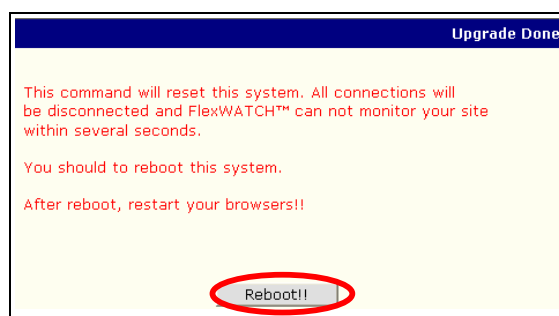 Upgrade Done
This command will reset this system. All connections will
be disconnected and FlexWATCH™ can not monitor your site
within several seconds.
You should to reboot this system.
After reboot, restart your browsers!!
Reboot!!